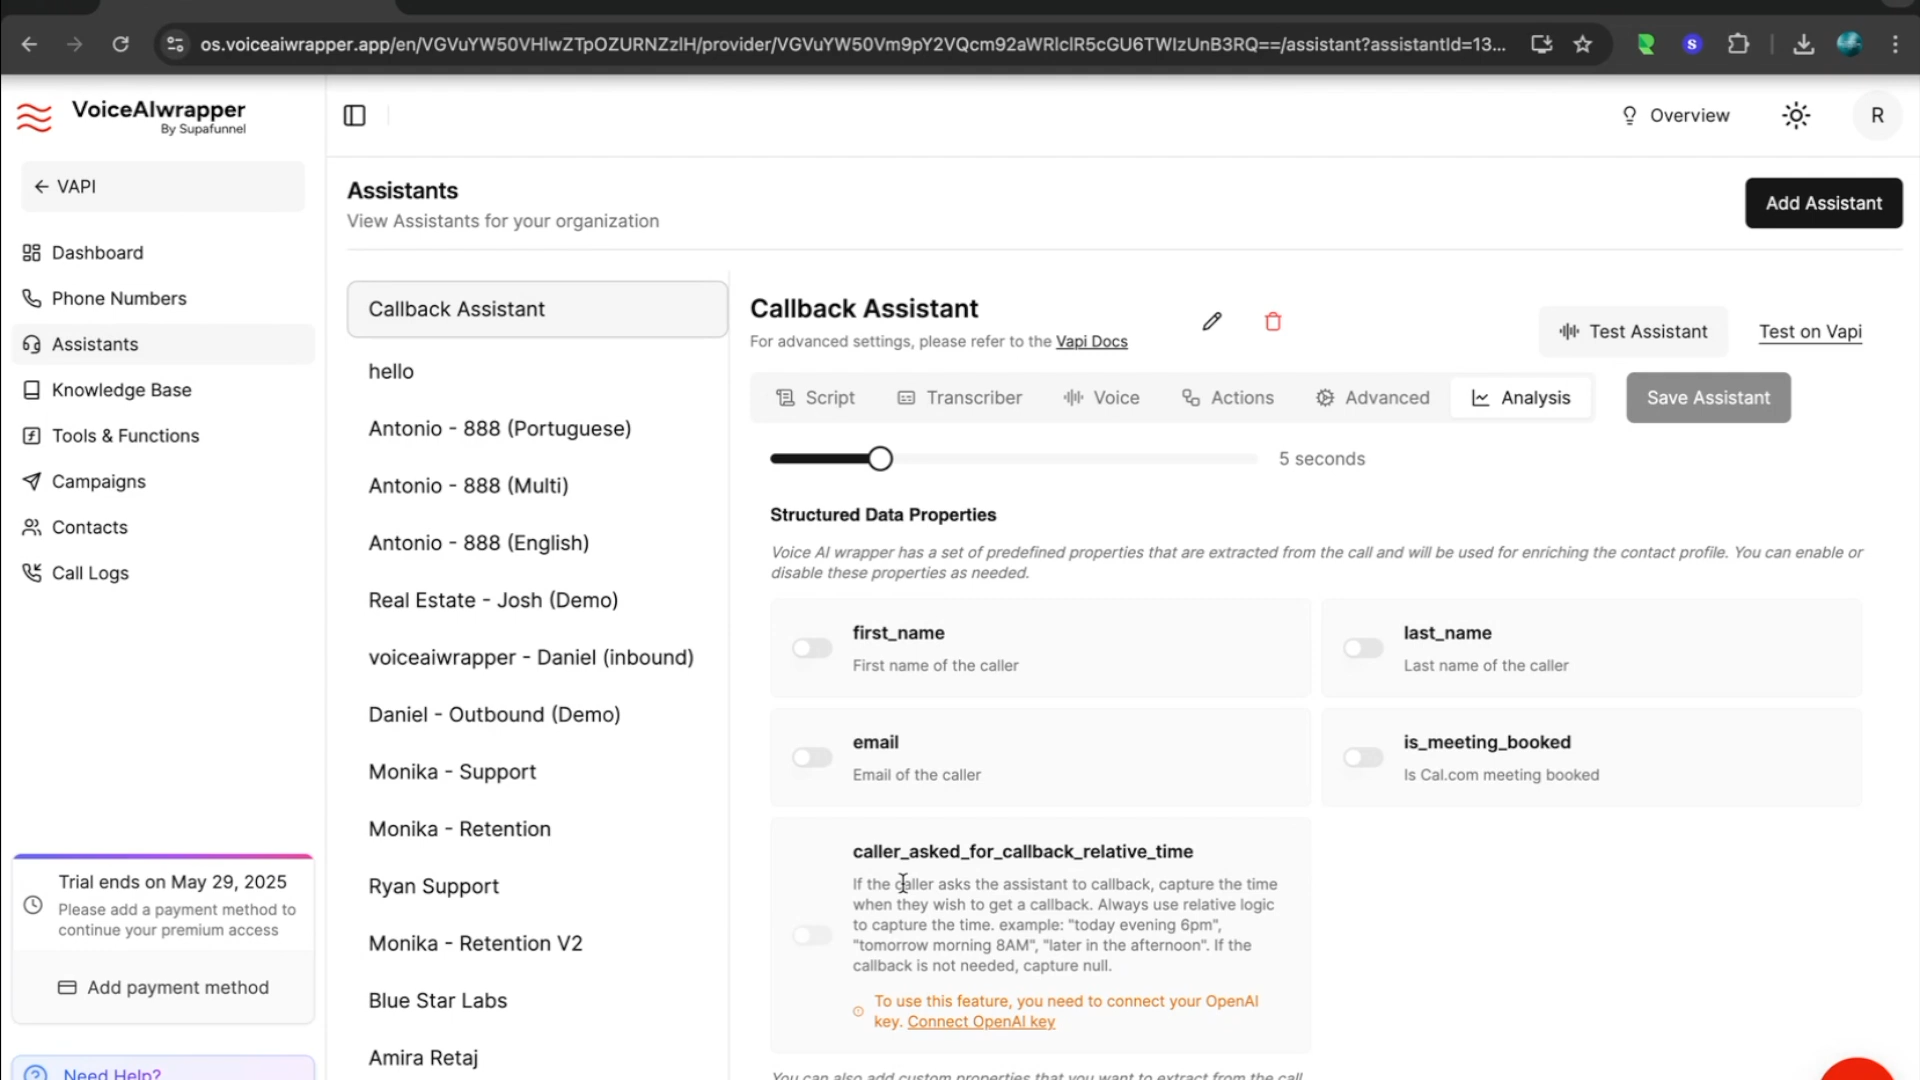 os.voiceaiwrapper.app/en/VGVuYW50VHlwZTpOZURNZzlH/provider/VGVuYW50Vm9pY2VQcm92aWRlclR5cGU6TWlzUnB3RQ==/assistant?assistantId=13...
VoiceAIwrapper
By Supafunnel
Overview
R
VAPI
Assistants
View Assistants for your organization
Add Assistant
Dashboard
Phone Numbers
Assistants
Knowledge Base
Tools & Functions
Campaigns
Contacts
Call Logs
Trial ends on May 29, 2025
Please add a payment method to
continue your premium access
Add payment method
Need Help?
Callback Assistant
hello
Antonio - 888 (Portuguese)
Antonio - 888 (Multi)
Antonio - 888 (English)
Real Estate - Josh (Demo)
voiceaiwrapper - Daniel (inbound)
Daniel - Outbound (Demo)
Monika - Support
Monika - Retention
Ryan Support
Monika - Retention V2
Blue Star Labs
Amira Retaj
Callback Assistant
For advanced settings, please refer to the Vapi Docs
Test Assistant
Test on Vapi
Script
Transcriber
Voice
Actions
Advanced
Analysis
Save Assistant
5 seconds
Structured Data Properties
Voice AI wrapper has a set of predefined properties that are extracted from the call and will be used for enriching the contact profile. You can enable or
disable these properties as needed.
first_name
First name of the caller
last_name
Last name of the caller
email
Email of the caller
is_meeting_booked
Is Cal.com meeting booked
caller_asked_for_callback_relative_time
If the caller asks the assistant to callback, capture the time
when they wish to get a callback. Always use relative logic
to capture the time. example: "today evening 6pm",
"tomorrow morning 8AM", "later in the afternoon". If the
callback is not needed, capture null.
To use this feature, you need to connect your OpenAI
key. Connect OpenAI key
You can also add custom properties that you want to extract from the call